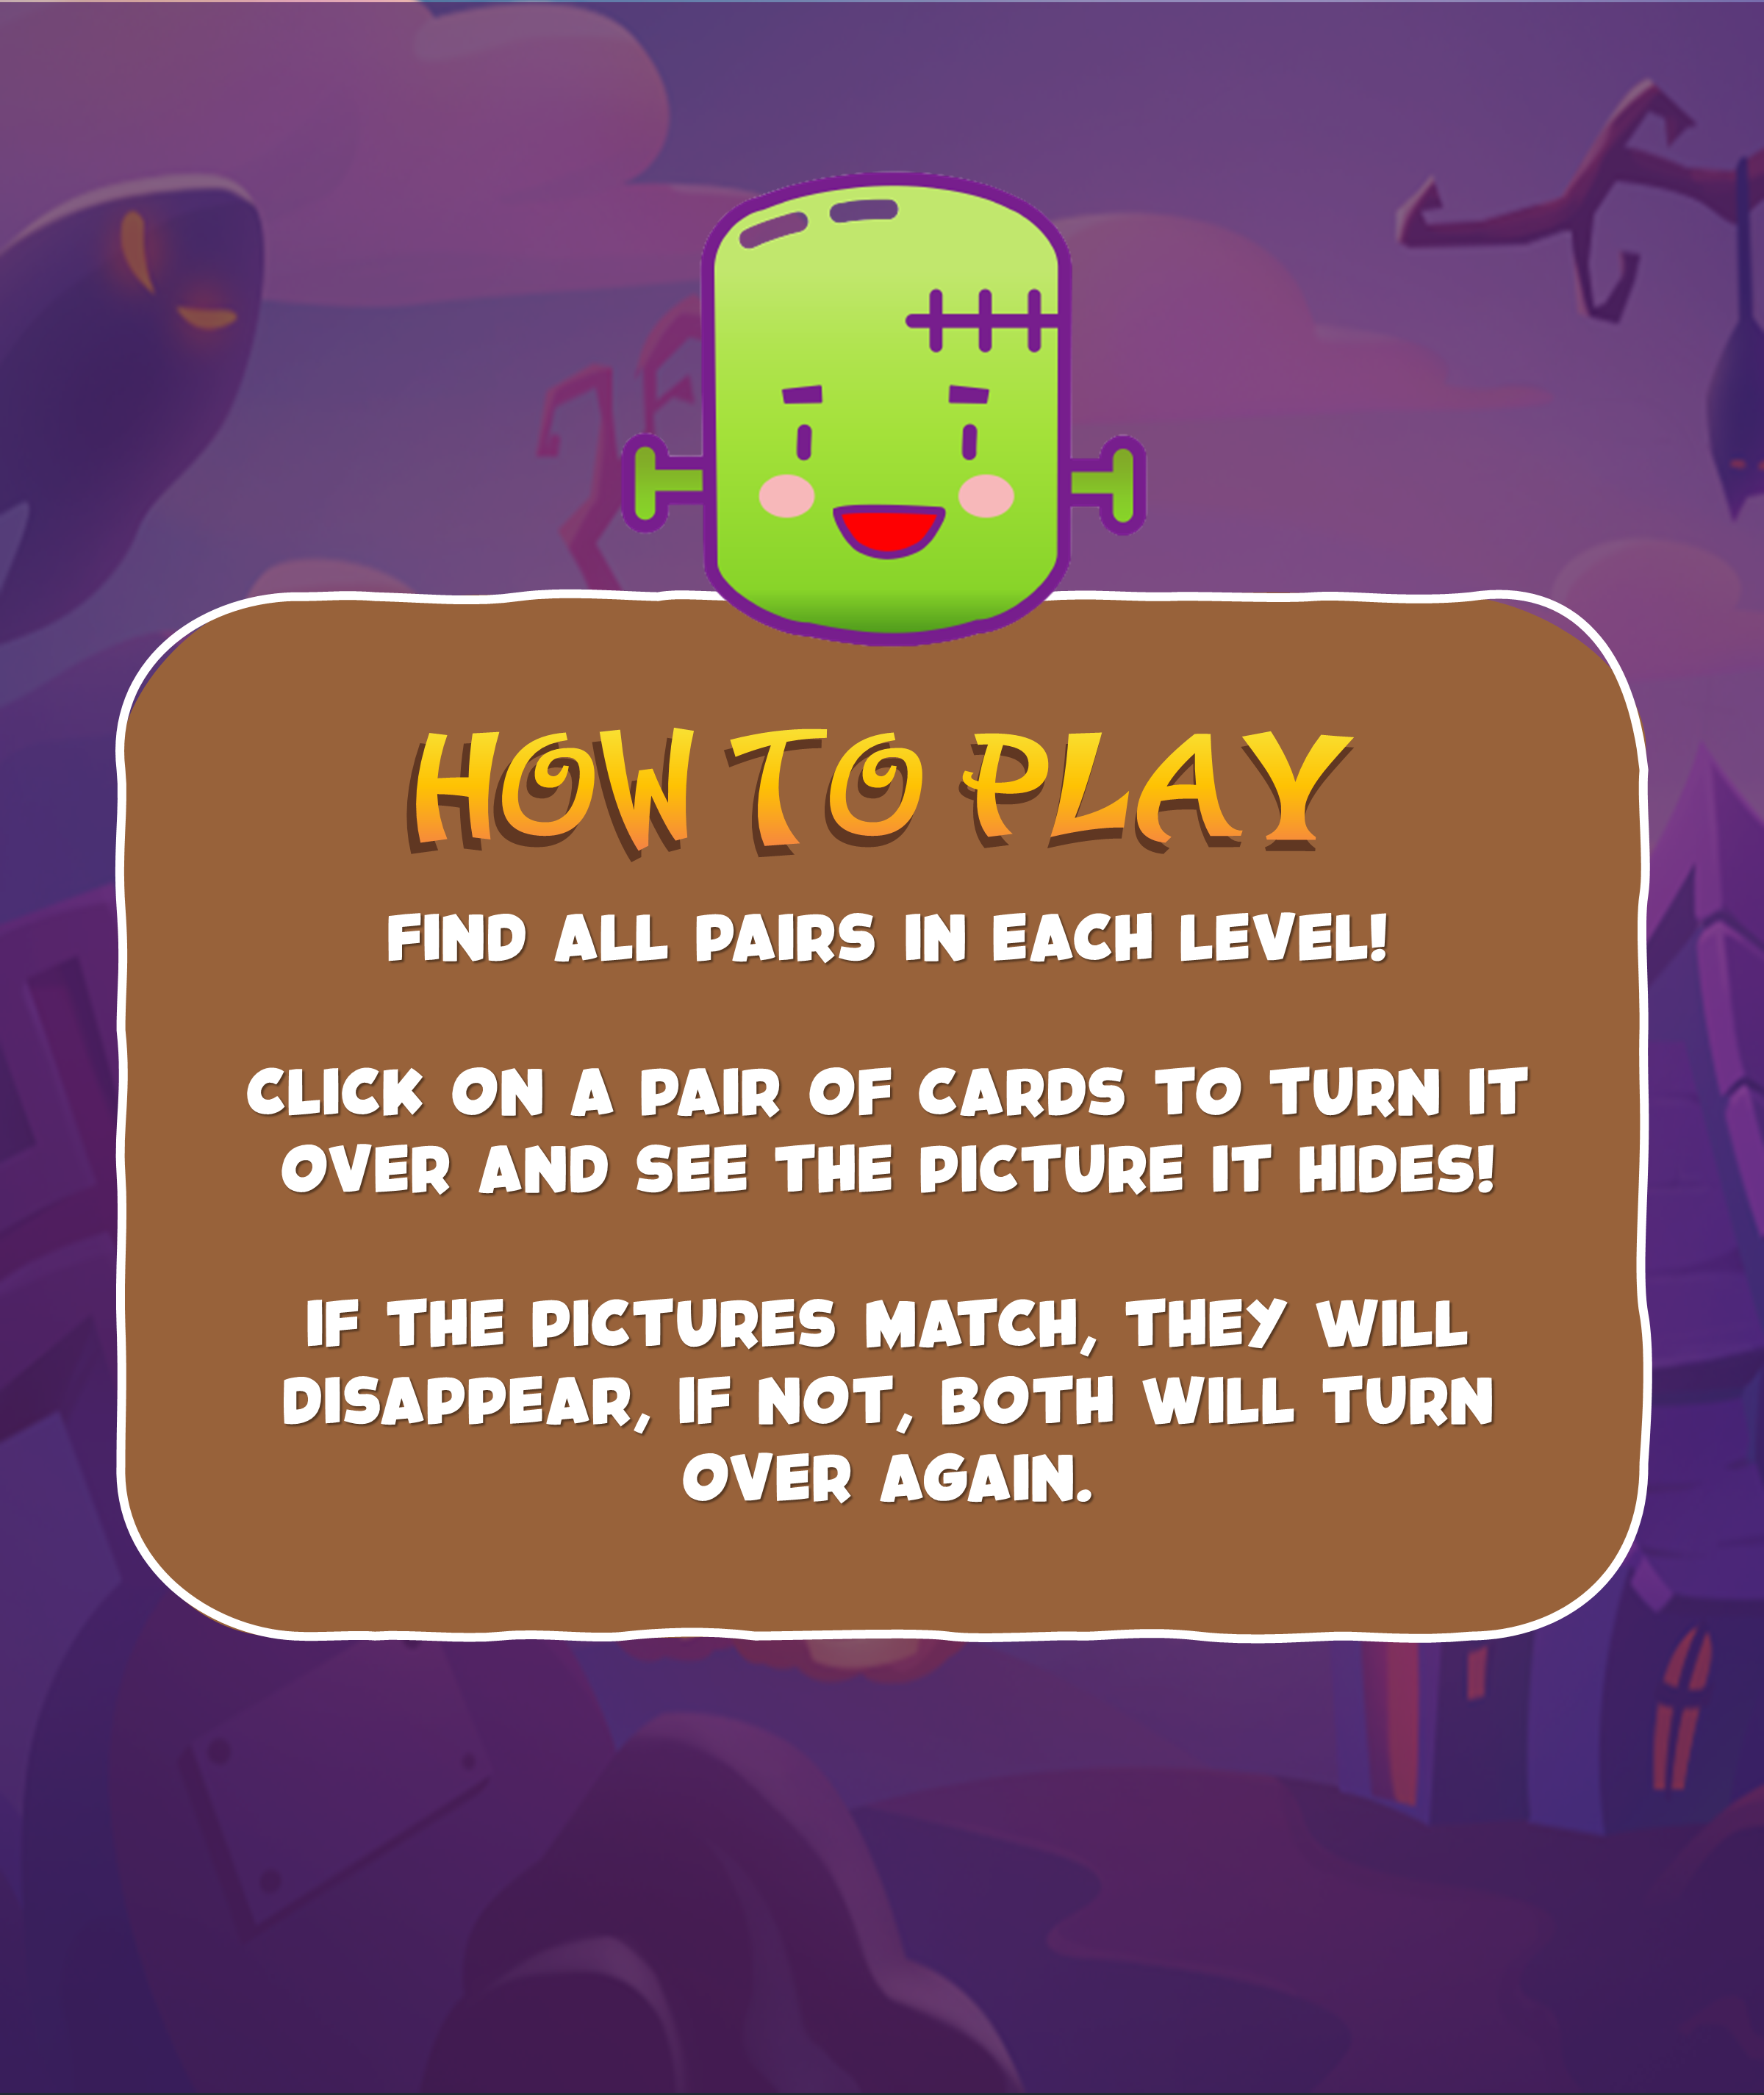 HOW TO PLAY
FIND ALL PAIRS IN EACH LEVEL!
CLICK ON A PAIR OF CARDS TO TURN IT
OVER AND SEE THE PICTURE IT HIDES!
IF THE PICTURES MATCH, THEY WILL
DISAPPEAR, IF NOT, BOTH WILL TURN
OVER AGAIN.